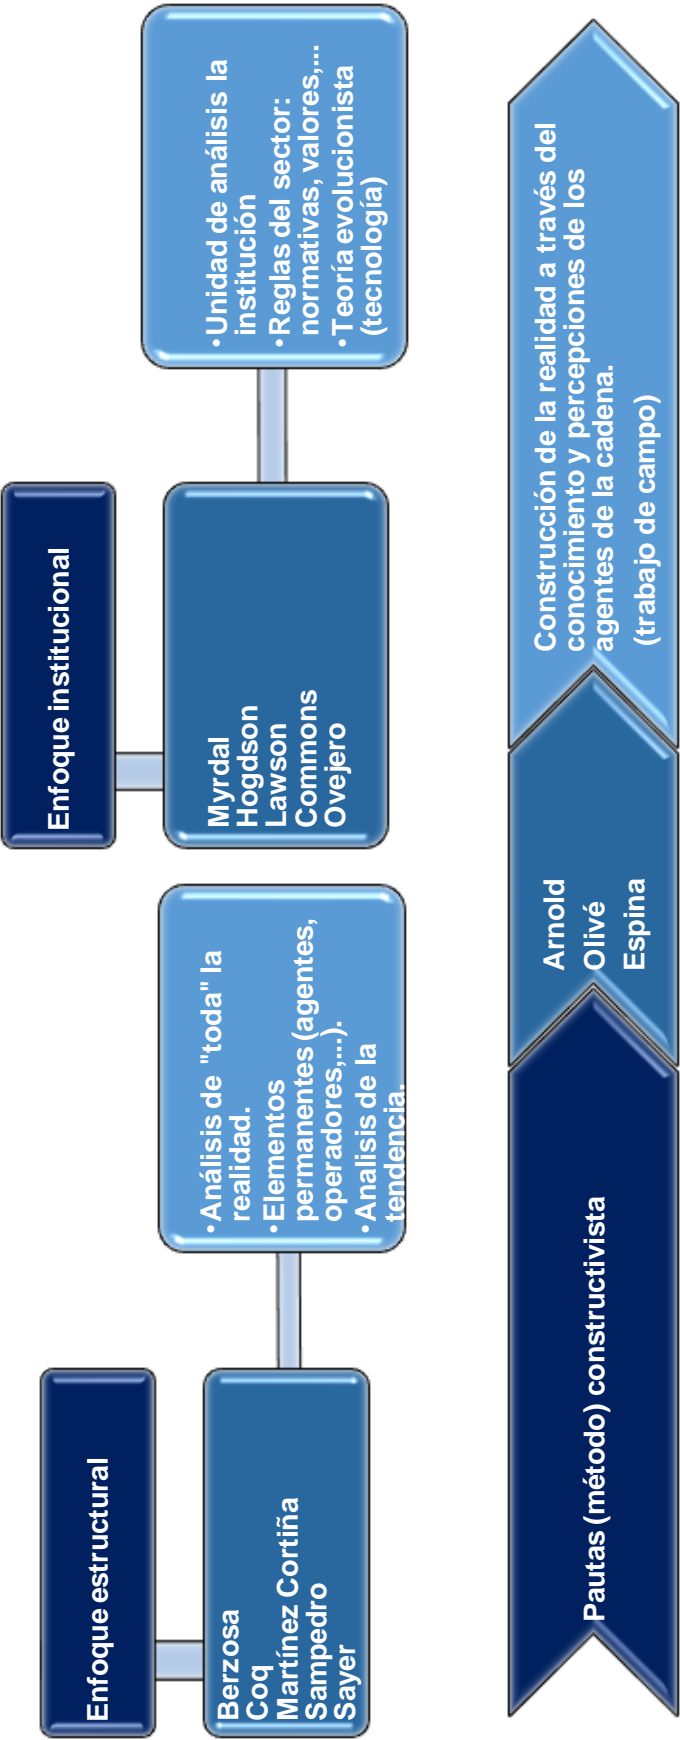 Enfoque estructural
Berzosa
Coq
Martínez Cortiña
Sampedro
Sayer
•Análisis de "toda" la
realidad.
•Elementos
permanentes (agentes,
operadores,...).
•Analisis de la
tendencia.
Enfoque institucional
Myrdal
Hogdson
Lawson
Commons
Ovejero
•Unidad de análisis la
institución
•Reglas del sector:
normativas, valores,...
•Teoría evolucionista
(tecnología)
Pautas (método) constructivista
Arnold
Olivé
Espina
Construcción de la realidad a través del
conocimiento y percepciones de los
agentes de la cadena.
(trabajo de campo)